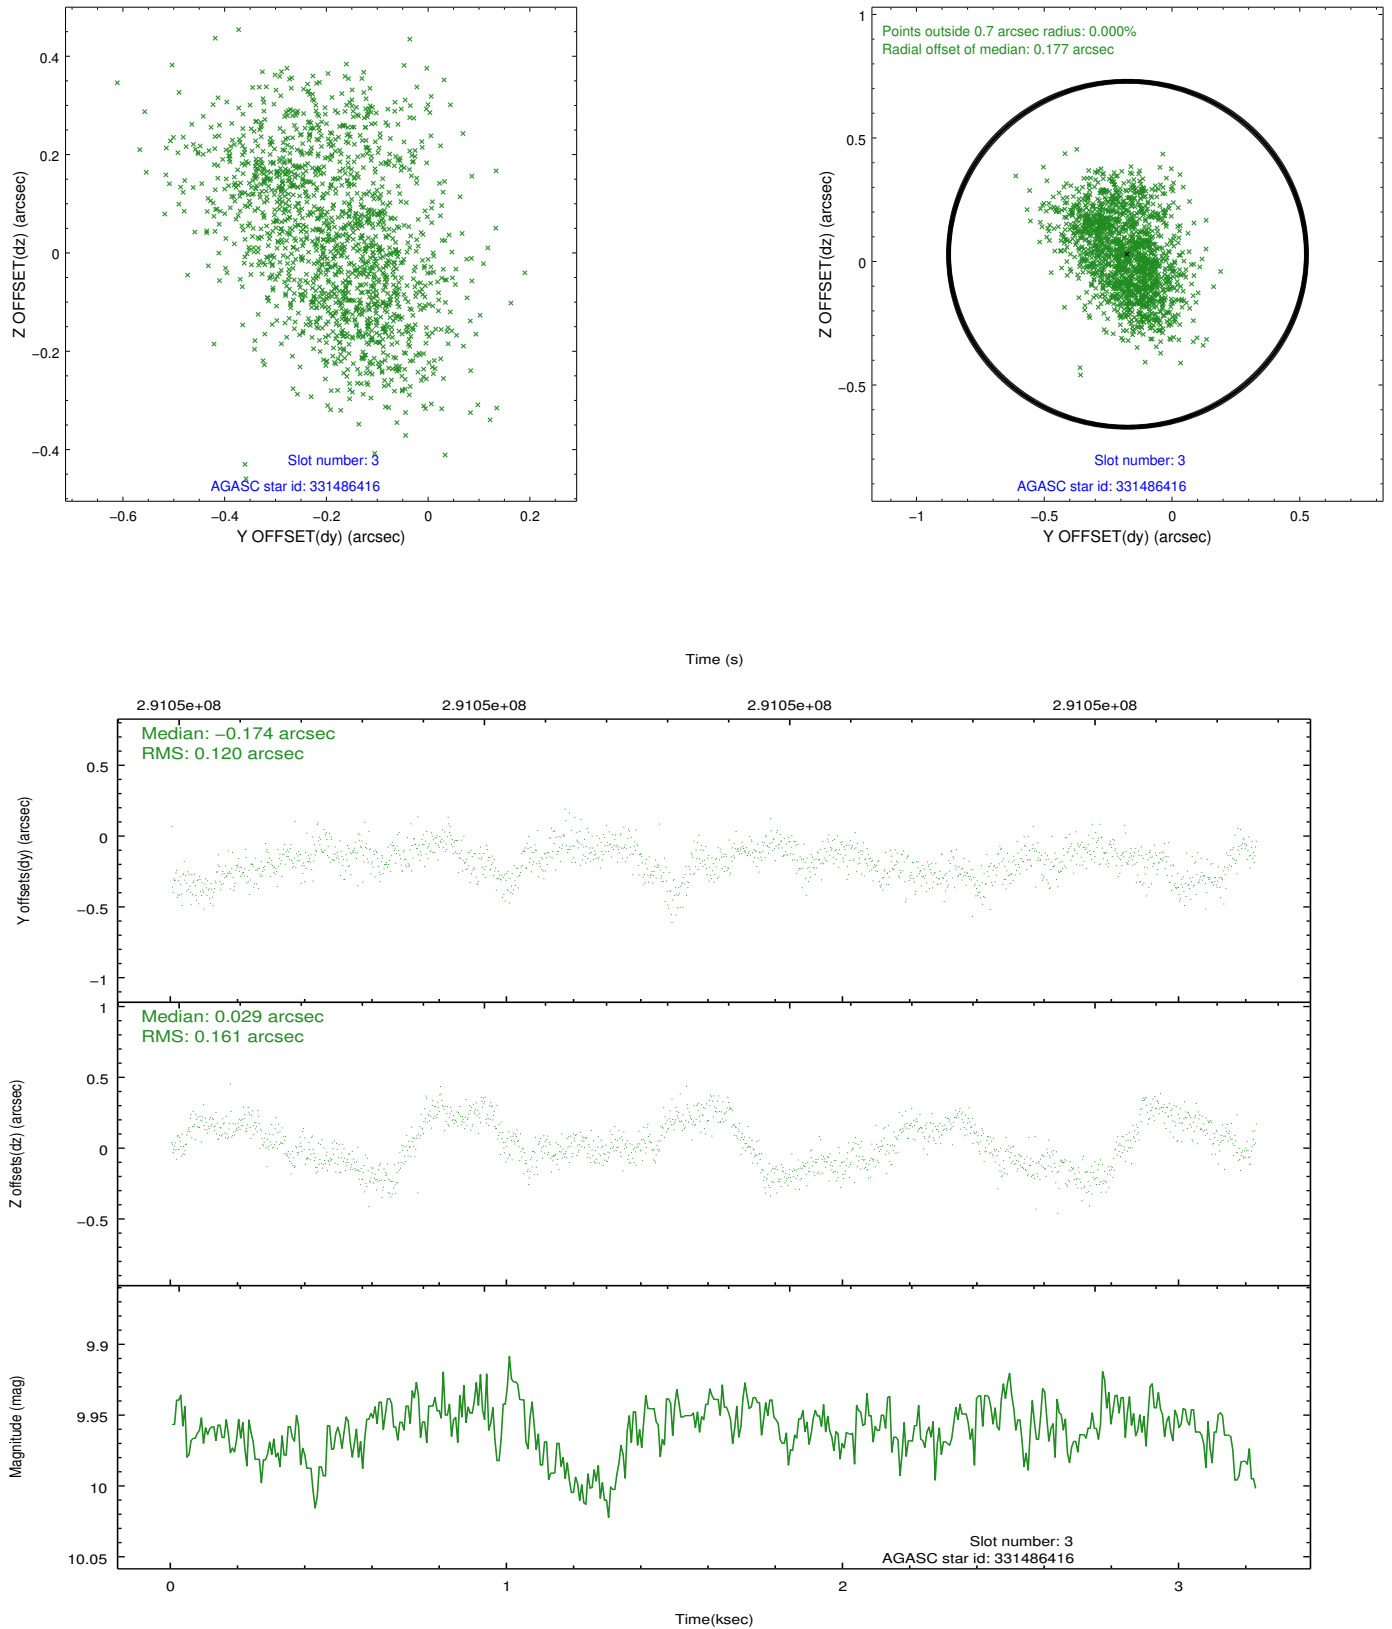 0.4
0.2
0
−0.2
−0.4
Z OFFSET(dz) (arcsec)
Slot number: 3
AGASC star id: 331486416
−0.6
−0.4
−0.2
0
0.2
Y OFFSET(dy) (arcsec)
Points outside 0.7 arcsec radius: 0.000%
Radial offset of median: 0.177 arcsec
1
0.5
0
−0.5
Z OFFSET(dz) (arcsec)
Slot number: 3
AGASC star id: 331486416
−1
−0.5
0
0.5
Y OFFSET(dy) (arcsec)
Time (s)
2.9105e+08
2.9105e+08
2.9105e+08
2.9105e+08
Median: −0.174 arcsec
RMS: 0.120 arcsec
0.5
0
−0.5
−1
Y offsets(dy) (arcsec)
Median: 0.029 arcsec
RMS: 0.161 arcsec
1
0.5
0
−0.5
Z offsets(dz) (arcsec)
9.9
9.95
10
10.05
Magnitude (mag)
Slot number: 3
AGASC star id: 331486416
0
1
2
3
Time(ksec)